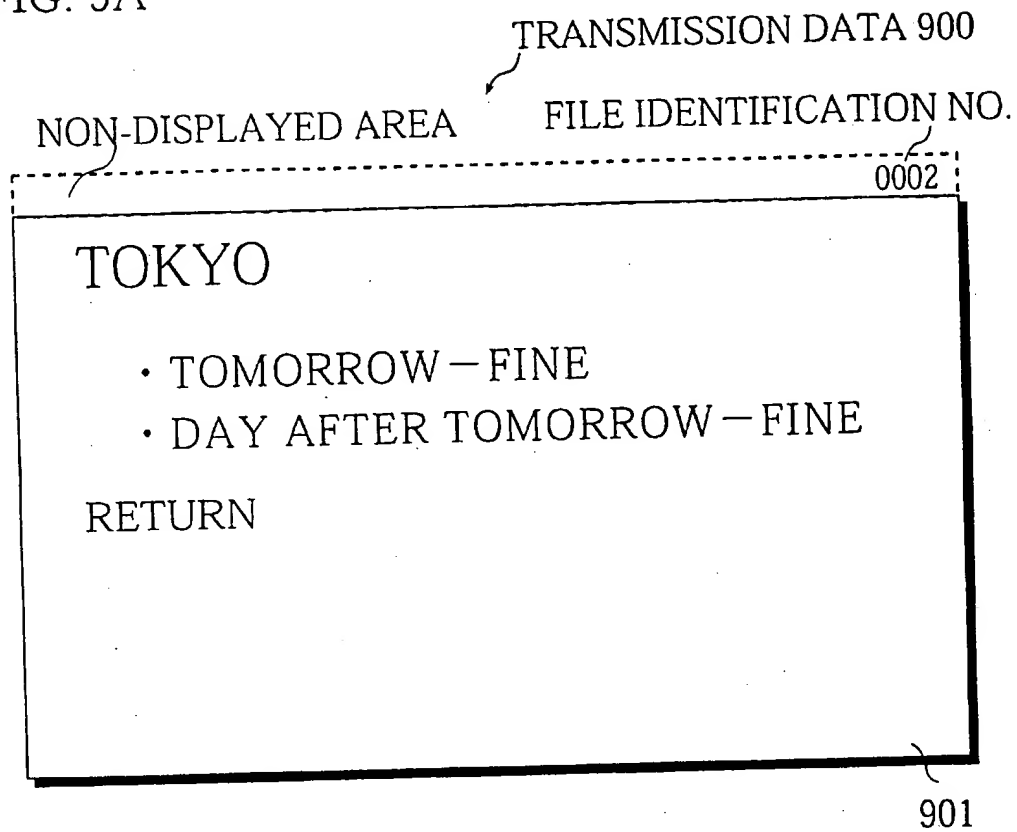 TRANSMISSION DATA 900
NON-DISPLAYED AREA
FILE IDENTIFICATION NO.
0002
TOKYO
・TOMORROW－FINE
・DAY AFTER TOMORROW－FINE
RETURN
901